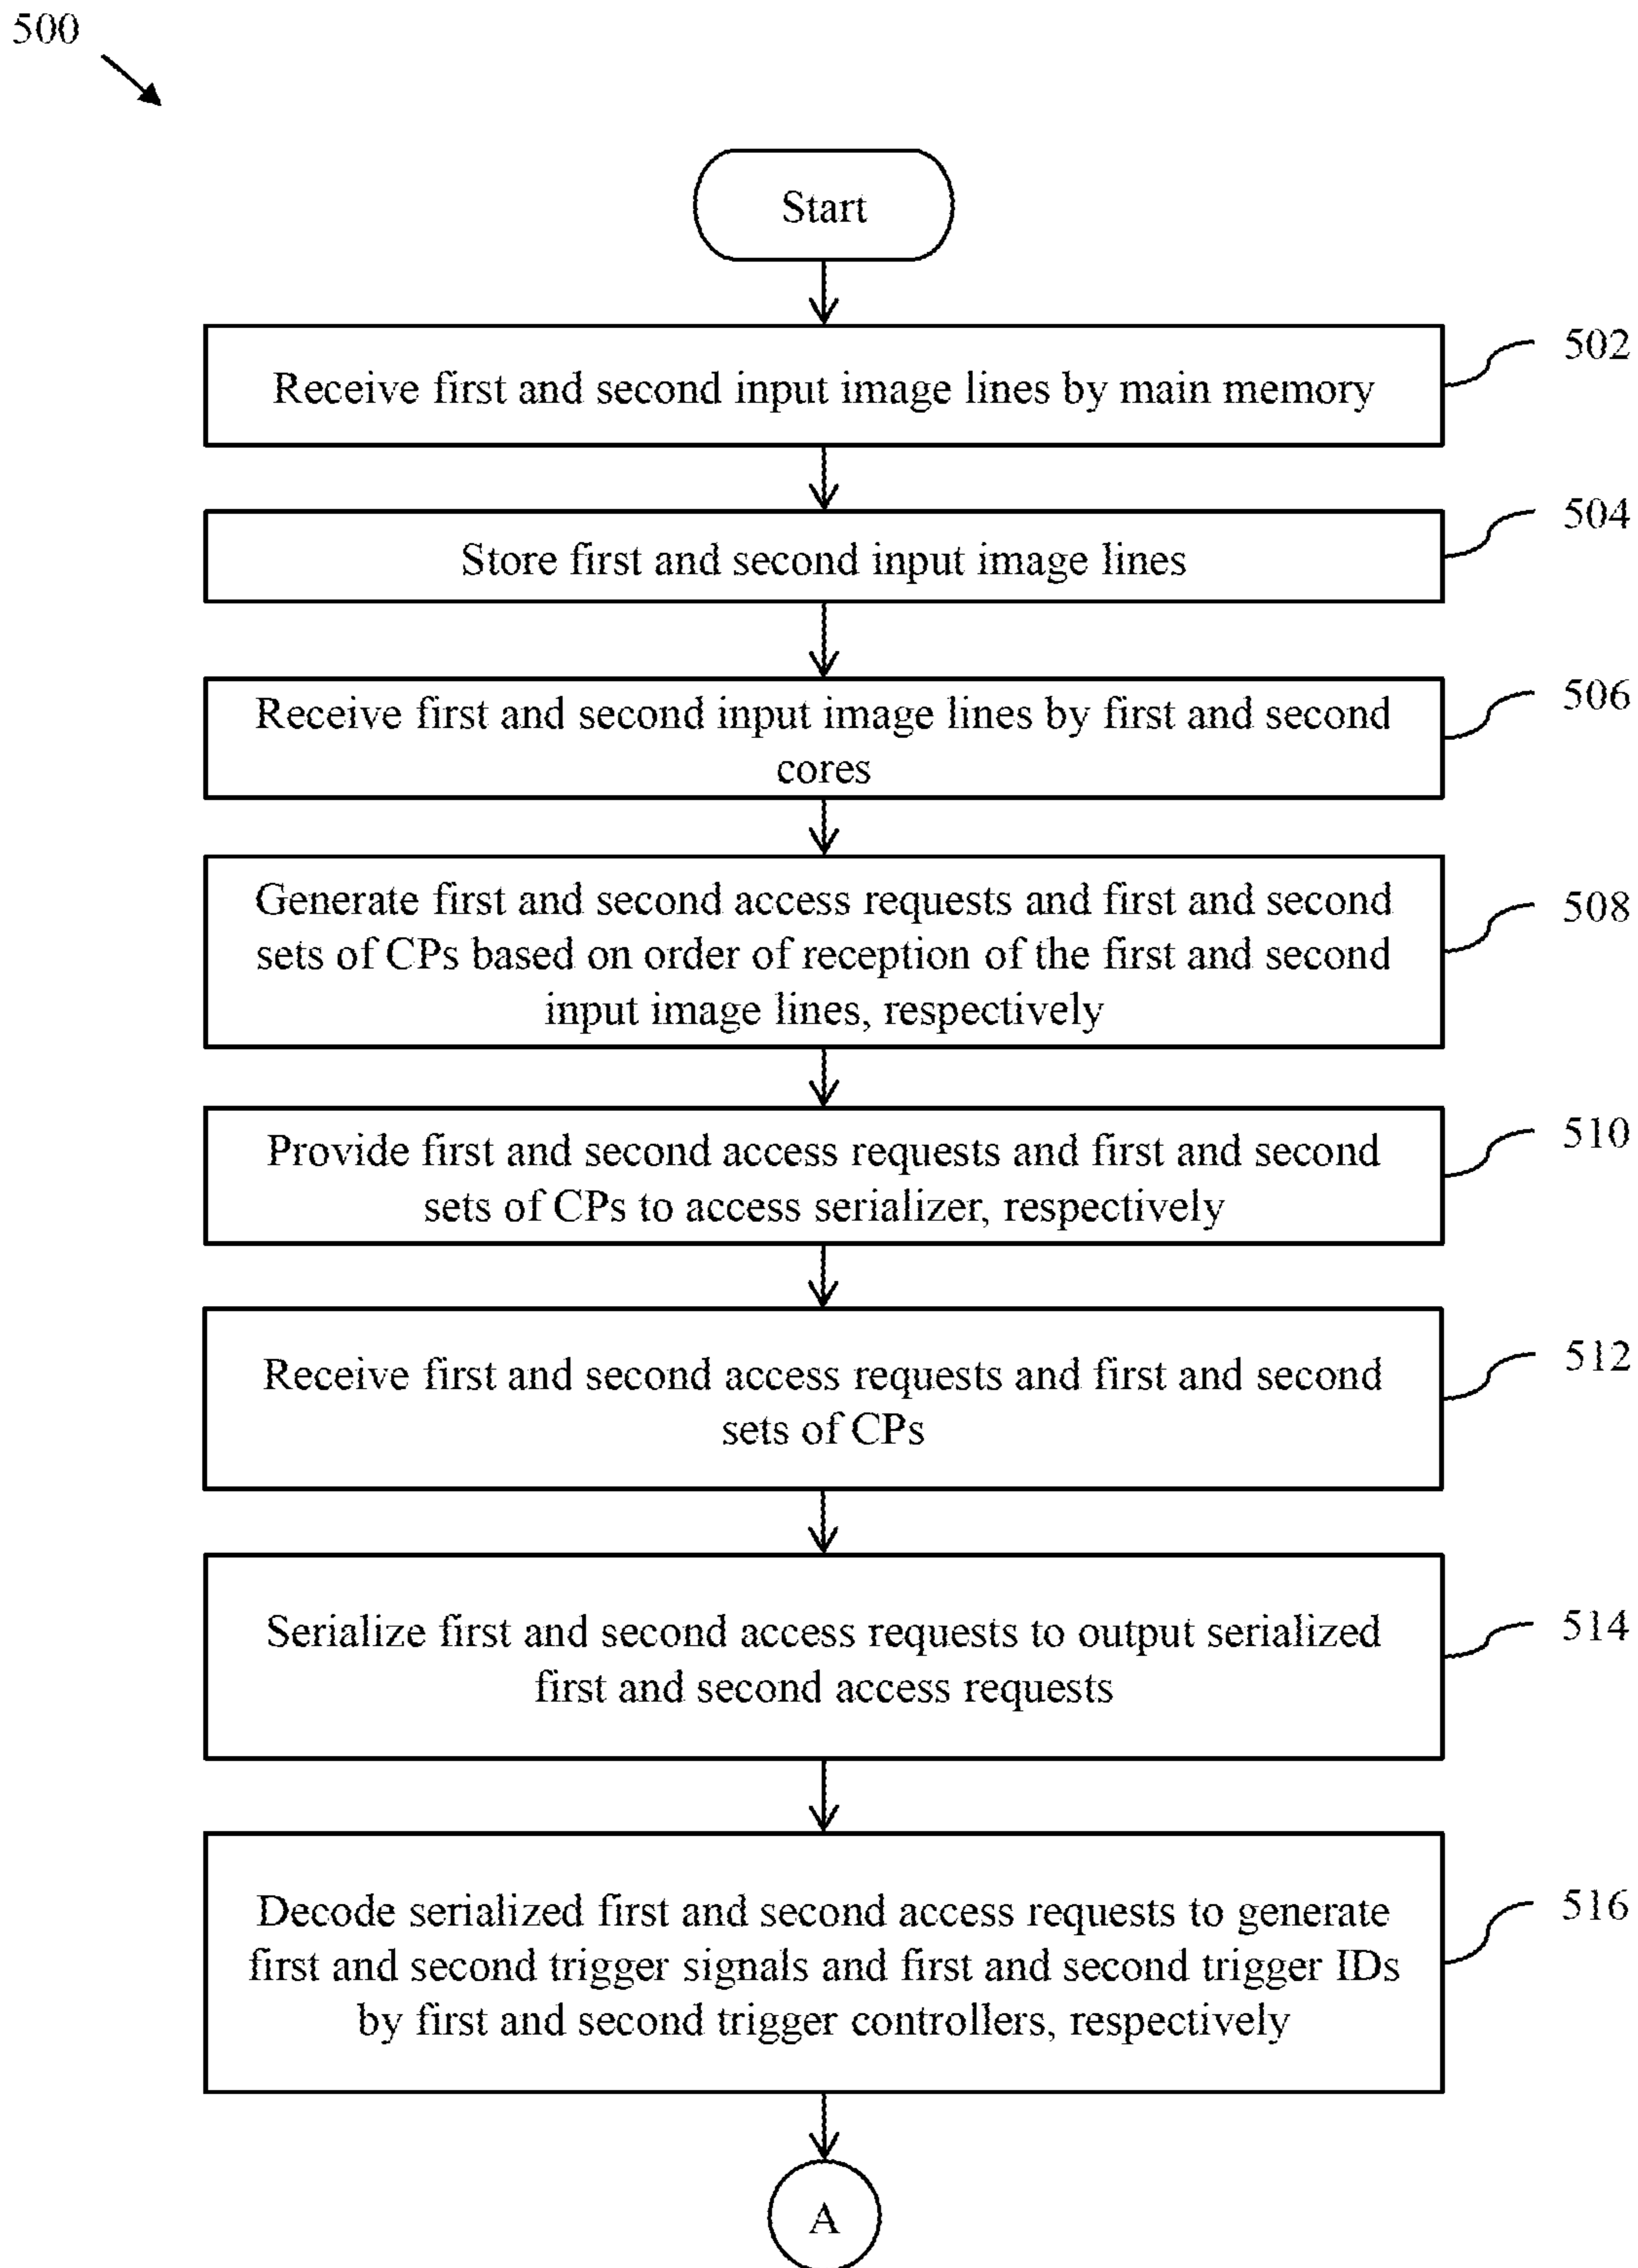 500
Start
Receive first and second input image lines by main memory
502
Store first and second input image lines
504
Receive first and second input image lines by first and second
cores
506
Generate first and second access requests and first and second
sets of CPs based on order of reception of the first and second
input image lines, respectively
508
Provide first and second access requests and first and second
sets of CPs to access serializer, respectively
510
Receive first and second access requests and first and second
sets of CPs
512
Serialize first and second access requests to output serialized
first and second access requests
514
Decode serialized first and second access requests to generate
first and second trigger signals and first and second trigger IDs
by first and second trigger controllers, respectively
516
A